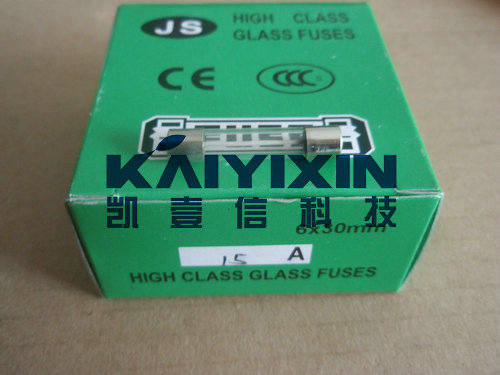 JS HIGH CLASS
GLASS FUSES
CE CCC
KAIYIXIN
凯壹信科技
6x30mm
15 A
HIGH CLASS GLASS FUSES